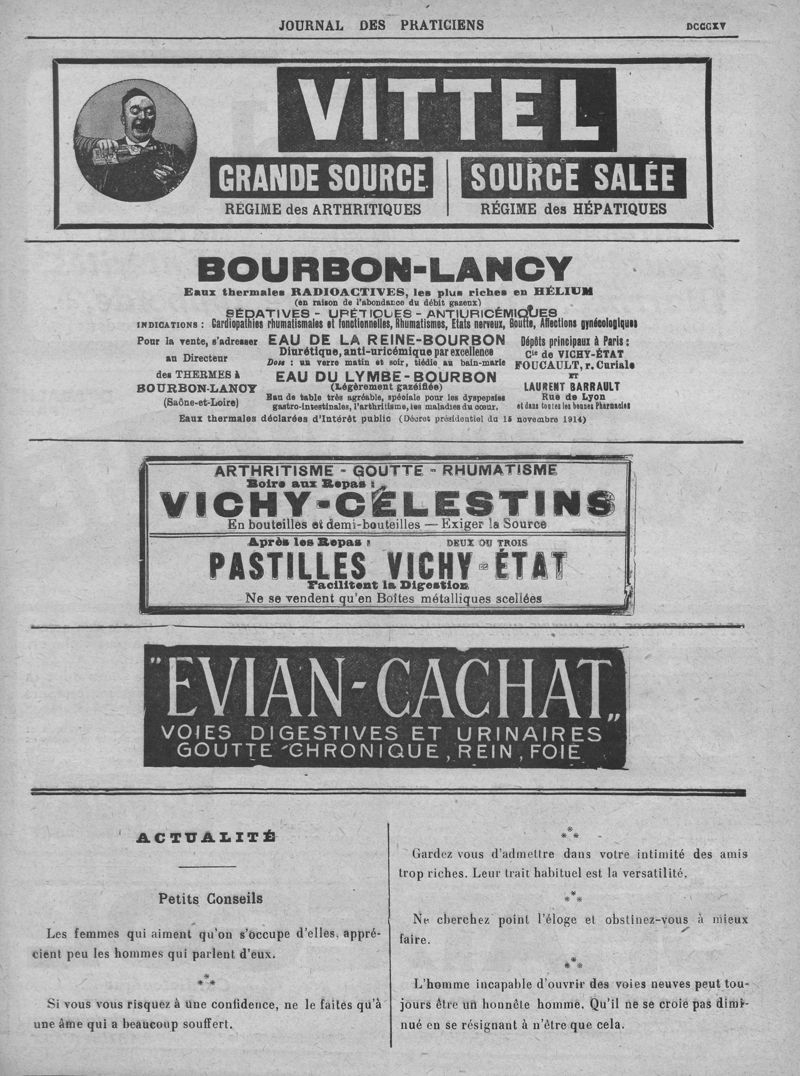 JOURNAL DES PRATICIENS
DCCCXV
VITTEL
GRANDE SOURCE
RÉGIME des ARTHRITIQUES
SOURCE SALÉE
RÉGIME des HÉPATIQUES
BOURBON-LANCY
Eaux thermales RADIOACTIVES, les plus riches en HÉLIUM
(en raison de l'abondance du débit gazeux)
SÉDATIVES - URÉTIQUES - ANTIURICÉMIQUES
INDICATIONS : Cardiopathies rhumatismales et fonctionnelles, Rhumatismes, Etats nerveux, Goutte, Affections gynécologiques
Pour la vente, s'adresser
au Directeur
des THERMES à
BOURBON-LANCY
(Saône-et-Loire)
EAU DE LA REINE-BOURBON
Diurétique, anti-uricémique par excellence
Dose : un verre matin et soir, tiédie au bain-marie
EAU DU LYMBE-BOURBON
(Légèrement gazéifiée)
Eau de table très agréable, spéciale pour les dyspepsies
gastro-intestinales, l'arthritisme, les maladies du cœur.
Dépôts principaux à Paris :
Cie de VICHY-ÉTAT
FOUCAULT, r. Curiale
ET
LAURENT BARRAULT
Rue de Lyon
et dans toutes les bonnes Pharmacies
Eaux thermales déclarées d'Intérêt public (Décret présidentiel du 15 novembre 1914)
ARTHRITISME - GOUTTE - RHUMATISME
Boire aux Repas :
VICHY-CÉLESTINS
En bouteilles et demi-bouteilles — Exiger la Source
Après les Repas : DEUX OU TROIS
PASTILLES VICHY-ÉTAT
Facilitent la Digestion
Ne se vendent qu'en Boîtes métalliques scellées
"EVIAN-CACHAT„
VOIES DIGESTIVES ET URINAIRES
GOUTTE CHRONIQUE, REIN, FOIE
ACTUALITÉ
Petits Conseils
Les femmes qui aiment qu'on s'occupe d'elles, appré-
cient peu les hommes qui parlent d'eux.
***
Si vous vous risquez à une confidence, ne le faites qu'à
une âme qui a beaucoup souffert.
***
Gardez vous d'admettre dans votre intimité des amis
trop riches. Leur trait habituel est la versatilité.
***
Ne cherchez point l'éloge et obstinez-vous à mieux
faire.
***
L'homme incapable d'ouvrir des voies neuves peut tou-
jours être un honnête homme. Qu'il ne se croie pas dimi-
nué en se résignant à n'être que cela.